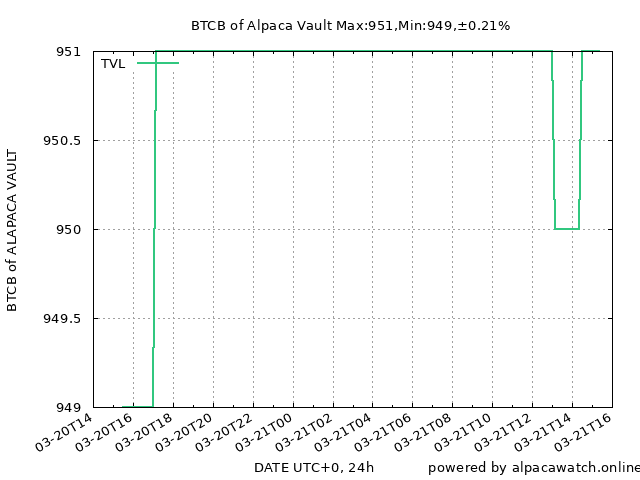 BTCB of Alpaca Vault Max:951,Min:949,±0.21%
TVL
951
950.5
950
949.5
949
BTCB of ALAPACA VAULT
03-20T14
03-20T16
03-20T18
03-20T20
03-20T22
03-21T00
03-21T02
03-21T04
03-21T06
03-21T08
03-21T10
03-21T12
03-21T14
03-21T16
DATE UTC+0, 24h
powered by alpacawatch.online